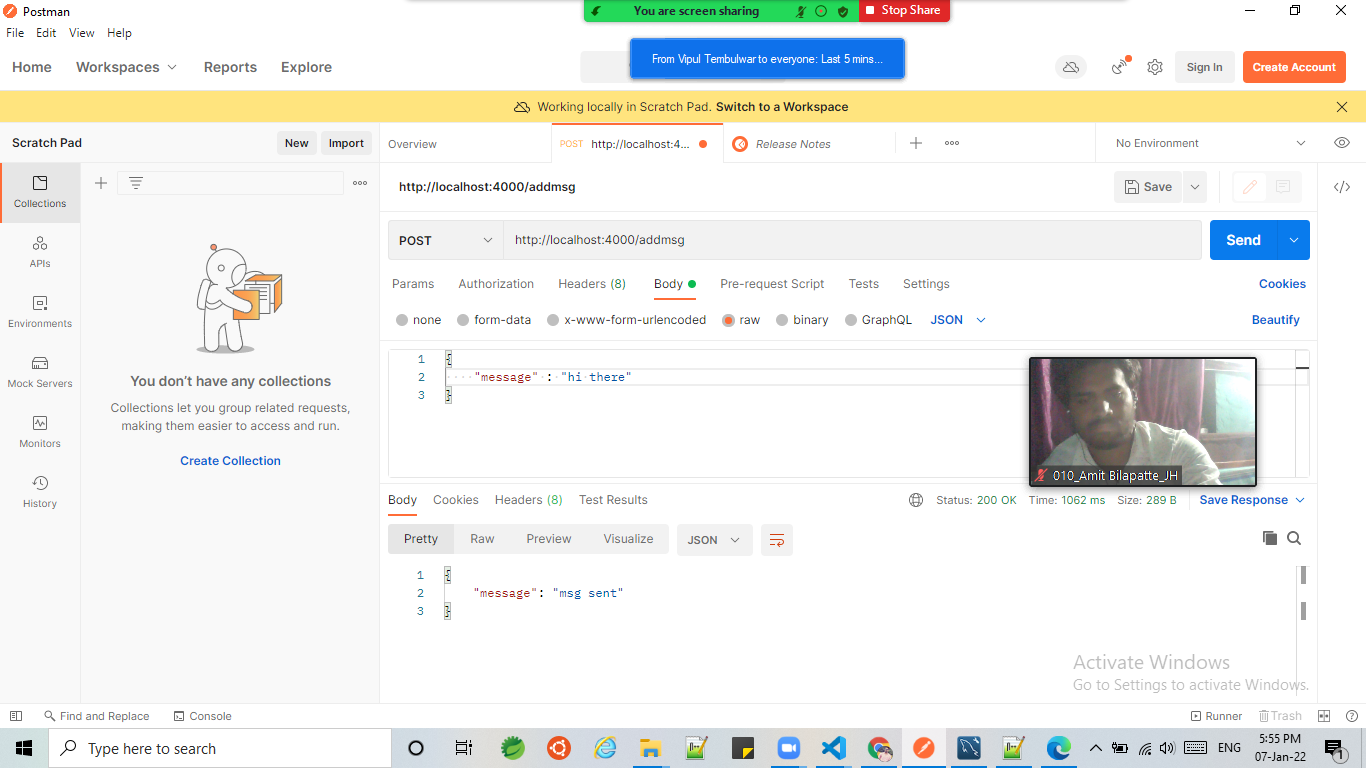 Postman
You are screen sharing
Stop Share
File Edit View Help
From Vipul Tembulwar to everyone: Last 5 mins...
Home Workspaces Reports Explore
Sign In
Create Account
Working locally in Scratch Pad. Switch to a Workspace
Scratch Pad
New
Import
Overview
POST http://localhost:4...
Release Notes
No Environment
Collections
APIs
Environments
Mock Servers
Monitors
History
You don't have any collections
Collections let you group related requests,
making them easier to access and run.
Create Collection
http://localhost:4000/addmsg
Save
POST
http://localhost:4000/addmsg
Send
Params Authorization Headers (8) Body Pre-request Script Tests Settings
Cookies
none form-data x-www-form-urlencoded raw binary GraphQL JSON
Beautify
1 {
2 "message" : "hi there"
3 }
010_Amit Bilapatte_JH
Body Cookies Headers (8) Test Results
Status: 200 OK Time: 1062 ms Size: 289 B
Save Response
Pretty Raw Preview Visualize JSON
1 {
2 "message": "msg sent"
3 }
Activate Windows
Go to Settings to activate Windows.
Find and Replace Console
Runner Trash
Type here to search
ENG
5:55 PM
07-Jan-22
1